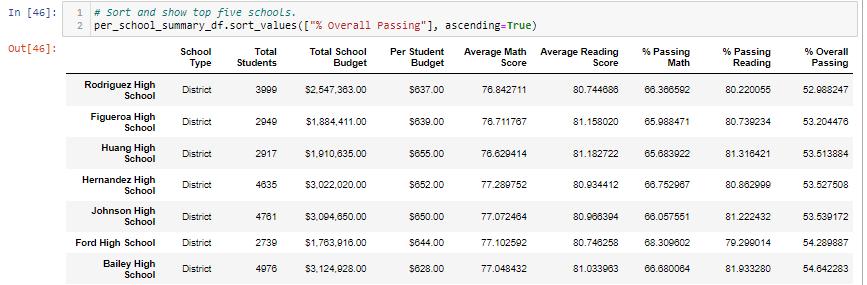 In [46]: 1 # Sort and show top five schools.
2 per_school_summary_df.sort_values(["% Overall Passing"], ascending=True)
Out[46]:
School Type Total Students Total School Budget Per Student Budget Average Math Score Average Reading Score % Passing Math % Passing Reading % Overall Passing
Rodriguez High School District 3999 $2,547,363.00 $637.00 76.842711 80.744686 66.366592 80.220055 52.988247
Figueroa High School District 2949 $1,884,411.00 $639.00 76.711767 81.158020 65.988471 80.739234 53.204476
Huang High School District 2917 $1,910,635.00 $655.00 76.629414 81.182722 65.683922 81.316421 53.513884
Hernandez High School District 4635 $3,022,020.00 $652.00 77.289752 80.934412 66.752967 80.862999 53.527508
Johnson High School District 4761 $3,094,650.00 $650.00 77.072464 80.966394 66.057551 81.222432 53.539172
Ford High School District 2739 $1,763,916.00 $644.00 77.102592 80.746258 68.309602 79.299014 54.289887
Bailey High School District 4976 $3,124,928.00 $628.00 77.048432 81.033963 66.680064 81.933280 54.642283